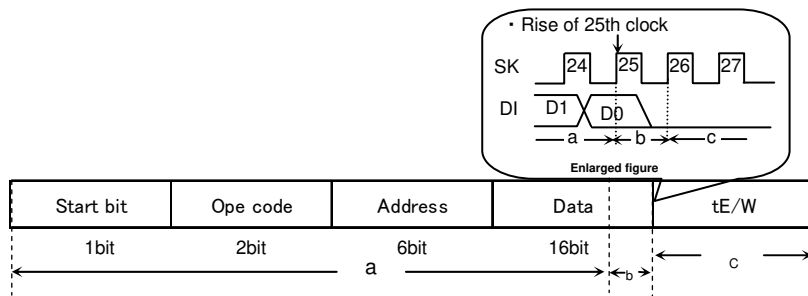 ・Rise of 25th clock
SK 24 25 26 27
DI D1 D0
a b c
Enlarged figure
Start bit Ope code Address Data tE/W
1bit 2bit 6bit 16bit
a b C